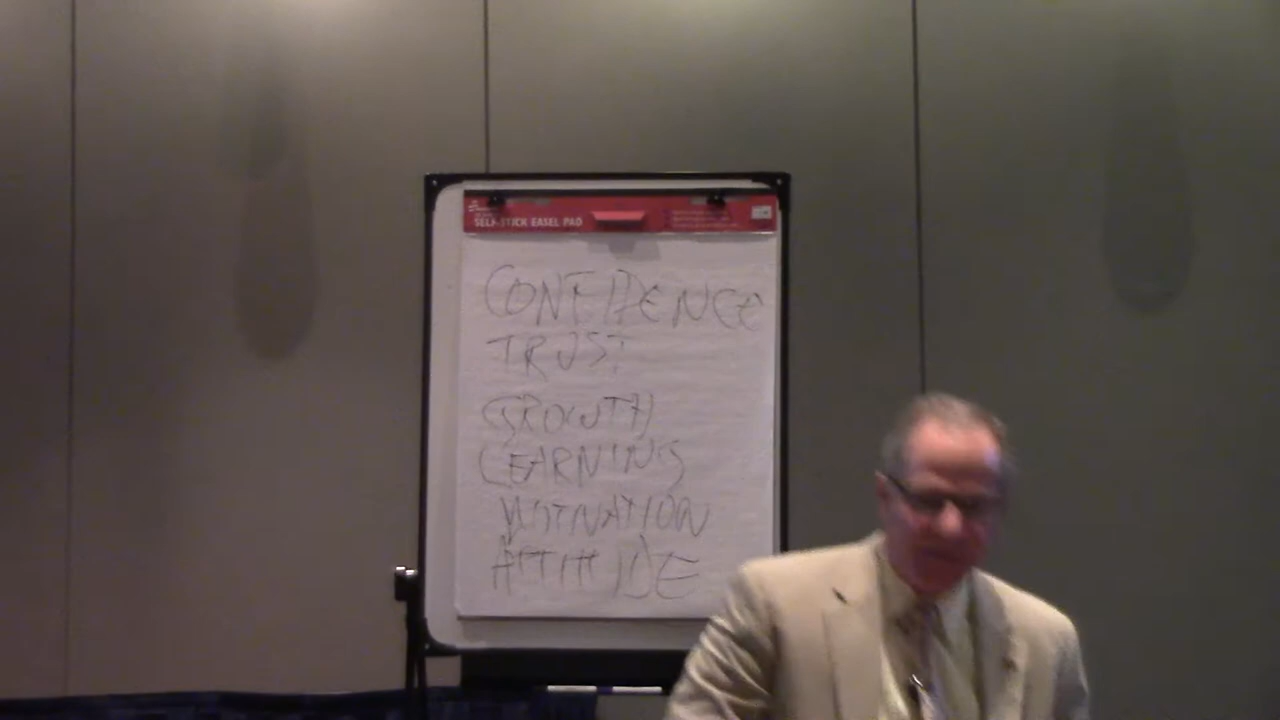 SELF-STICK EASEL PAD
CONFIDENCE
TRUST
GROWTH
LEARNING
MOTIVATION
ATTITUDE